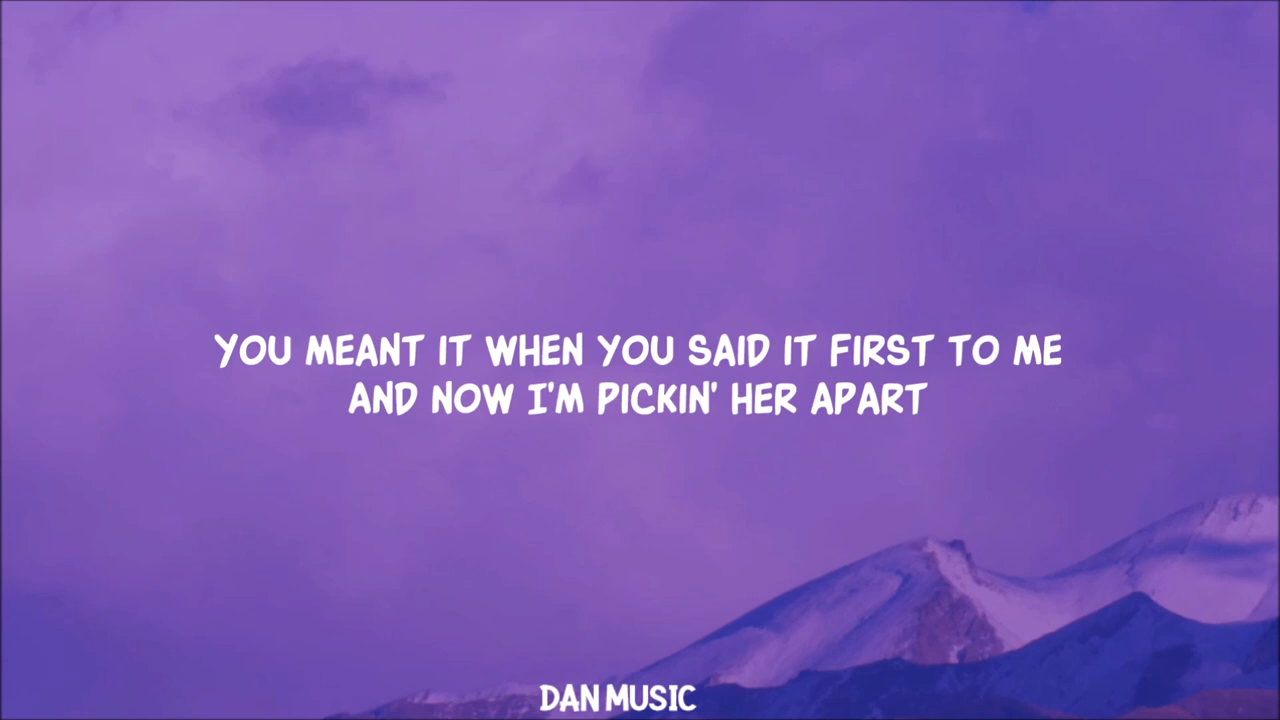 YOU MEANT IT WHEN YOU SAID IT FIRST TO ME
AND NOW I'M PICKIN' HER APART
DAN MUSIC